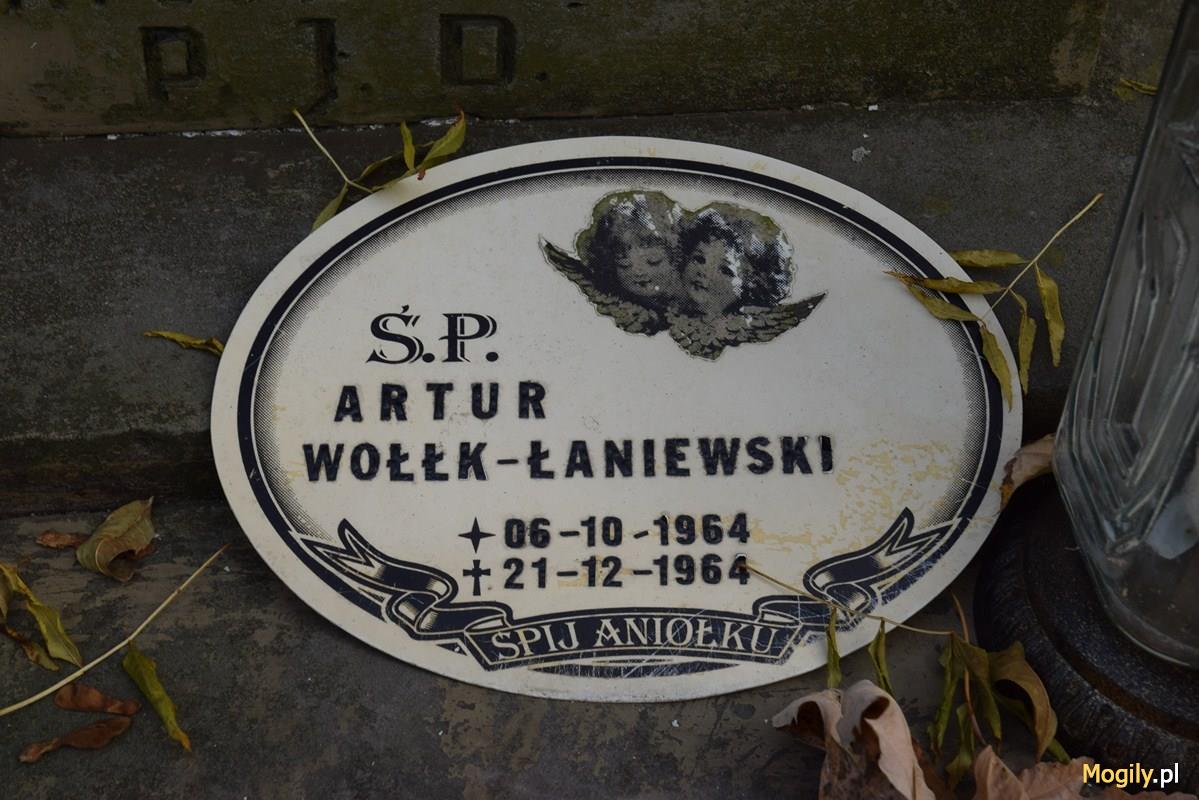 P J O
Ś.P.
ARTUR
WOŁŁK-ŁANIEWSKI
06-10-1964
21-12-1964
ŚPIJ ANIOŁKU
Mogily.pl